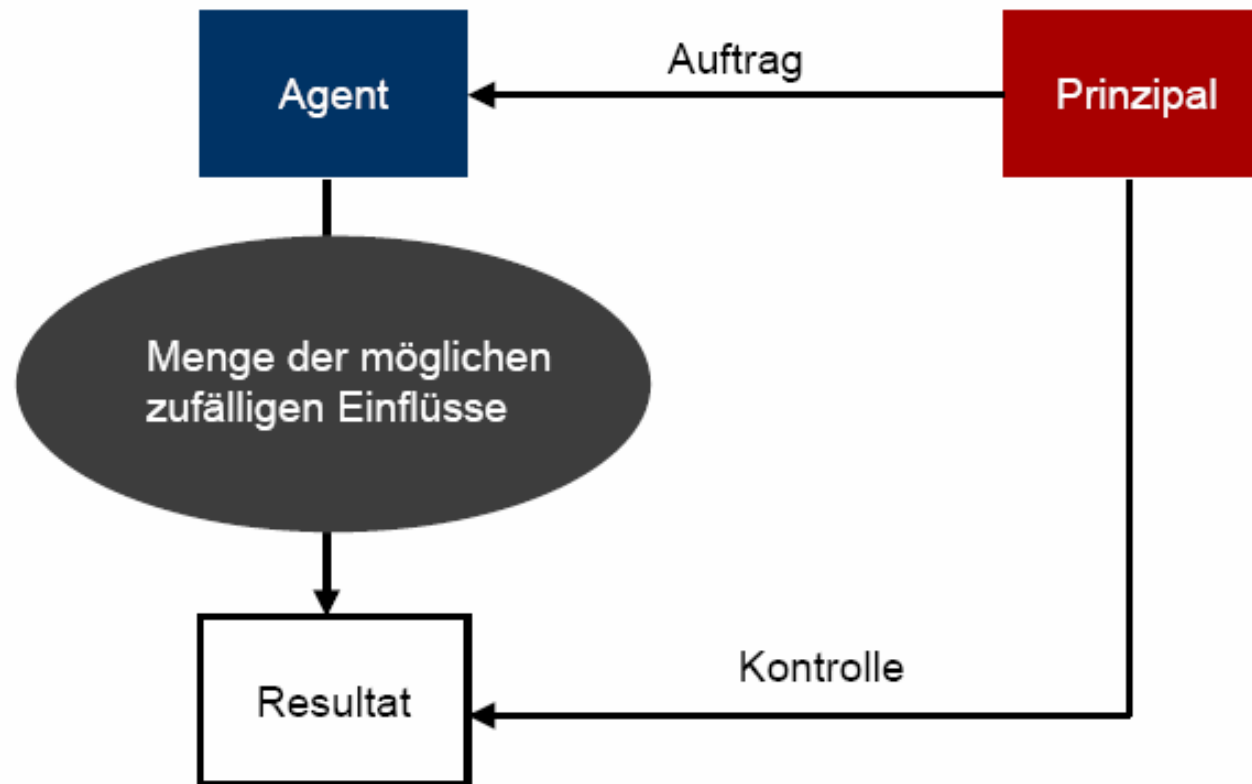 Agent
Auftrag
Prinzipal
Menge der möglichen
zufälligen Einflüsse
Kontrolle
Resultat